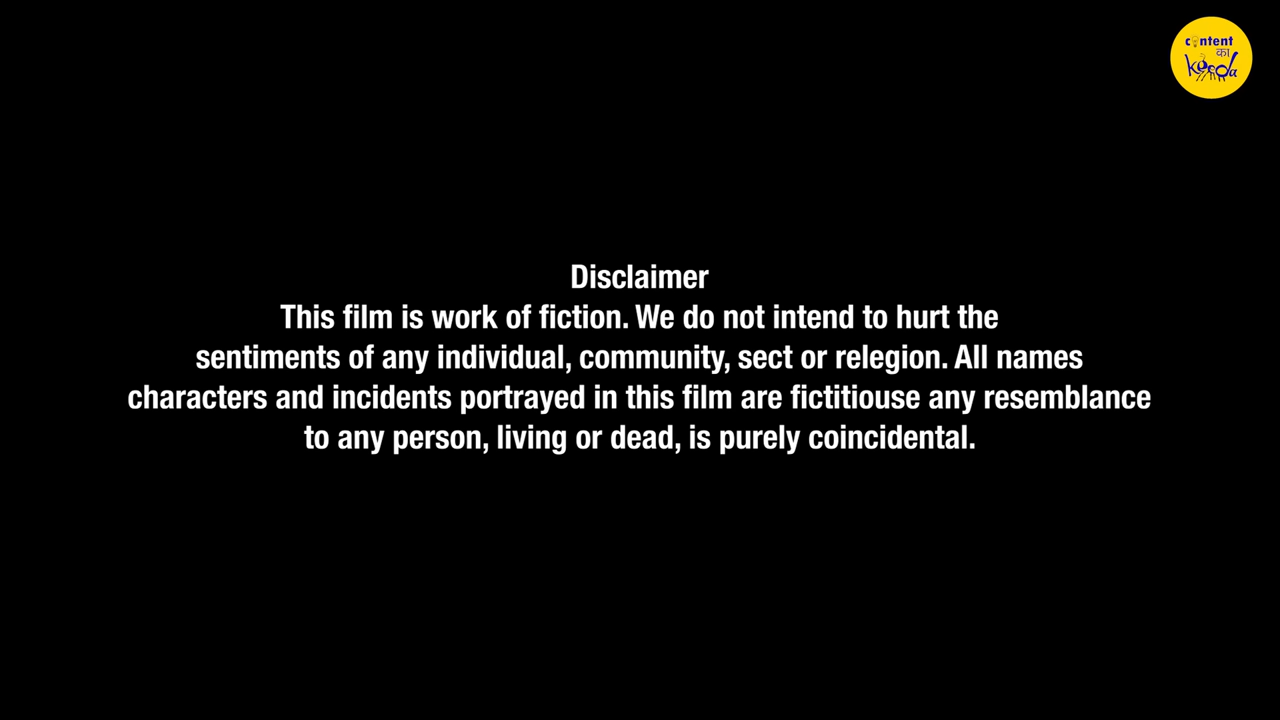 content
का
keeda
Disclaimer
This film is work of fiction. We do not intend to hurt the
sentiments of any individual, community, sect or relegion. All names
characters and incidents portrayed in this film are fictitiouse any resemblance
to any person, living or dead, is purely coincidental.